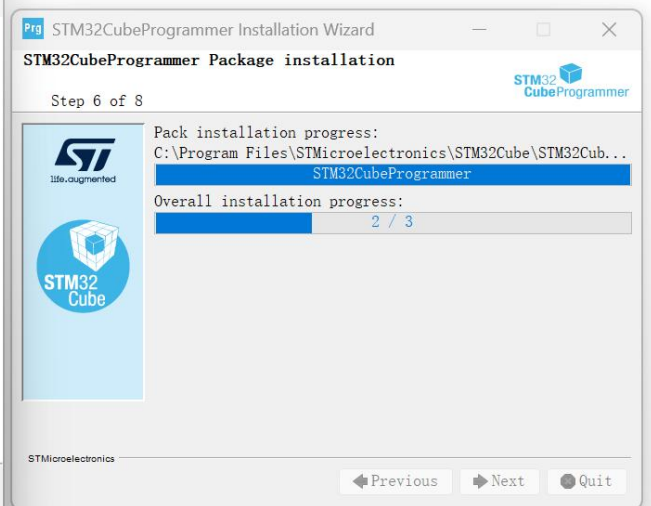 Prg STM32CubeProgrammer Installation Wizard
STM32CubeProgrammer Package installation
Step 6 of 8
STM32
CubeProgrammer
ST
life.augmented
STM32
Cube
Pack installation progress:
C:\Program Files\STMicroelectronics\STM32Cube\STM32Cub...
STM32CubeProgrammer
Overall installation progress:
2 / 3
STMicroelectronics
Previous Next Quit